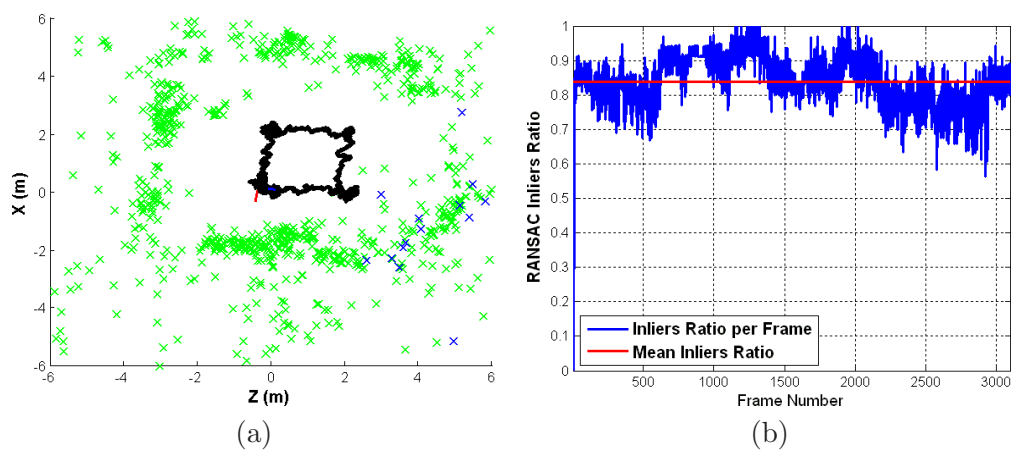 6
4
2
0
-2
-4
-6
X (m)
-6 -4 -2 0 2 4 6
Z (m)
(a)
1
0.9
0.8
0.7
0.6
0.5
0.4
0.3
0.2
0.1
0
RANSAC Inliers Ratio
Inliers Ratio per Frame
Mean Inliers Ratio
500 1000 1500 2000 2500 3000
Frame Number
(b)